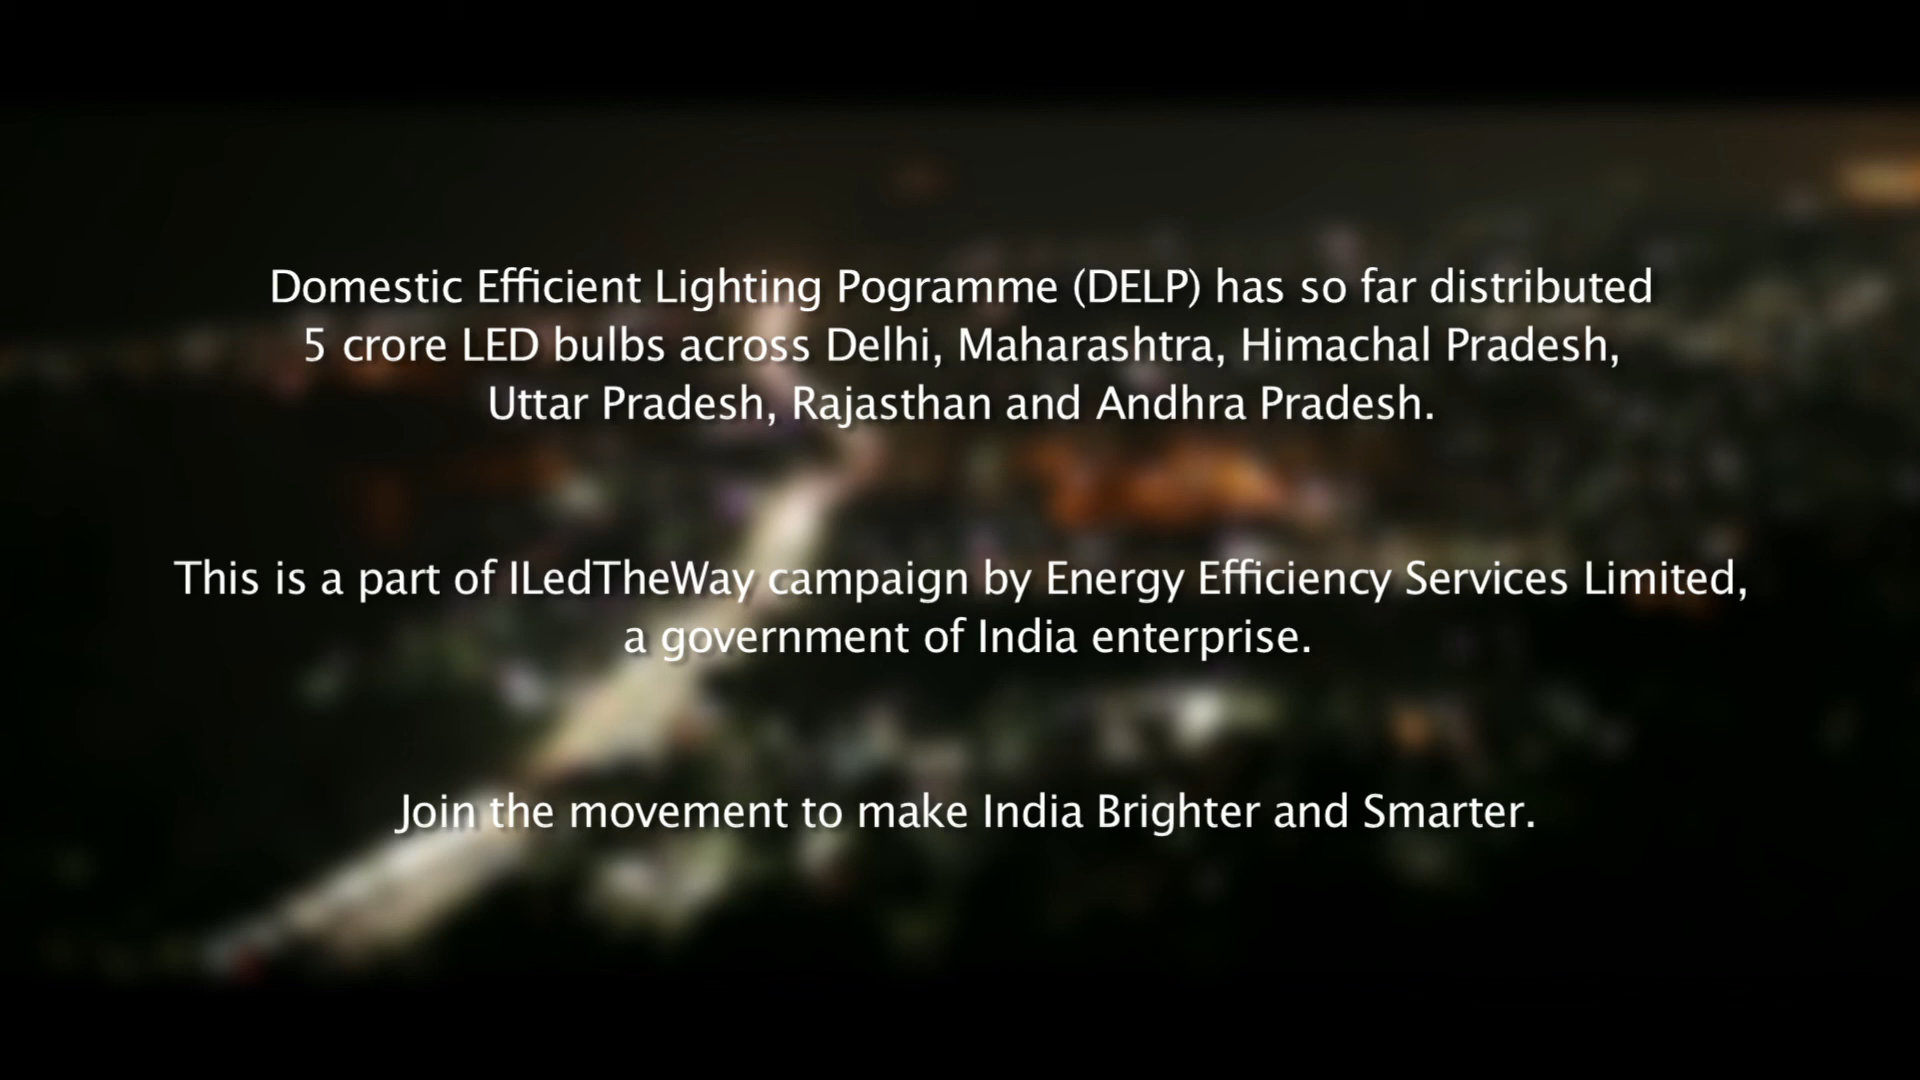 Domestic Efficient Lighting Pogramme (DELP) has so far distributed
5 crore LED bulbs across Delhi, Maharashtra, Himachal Pradesh,
Uttar Pradesh, Rajasthan and Andhra Pradesh.
This is a part of ILedTheWay campaign by Energy Efficiency Services Limited,
a government of India enterprise.
Join the movement to make India Brighter and Smarter.